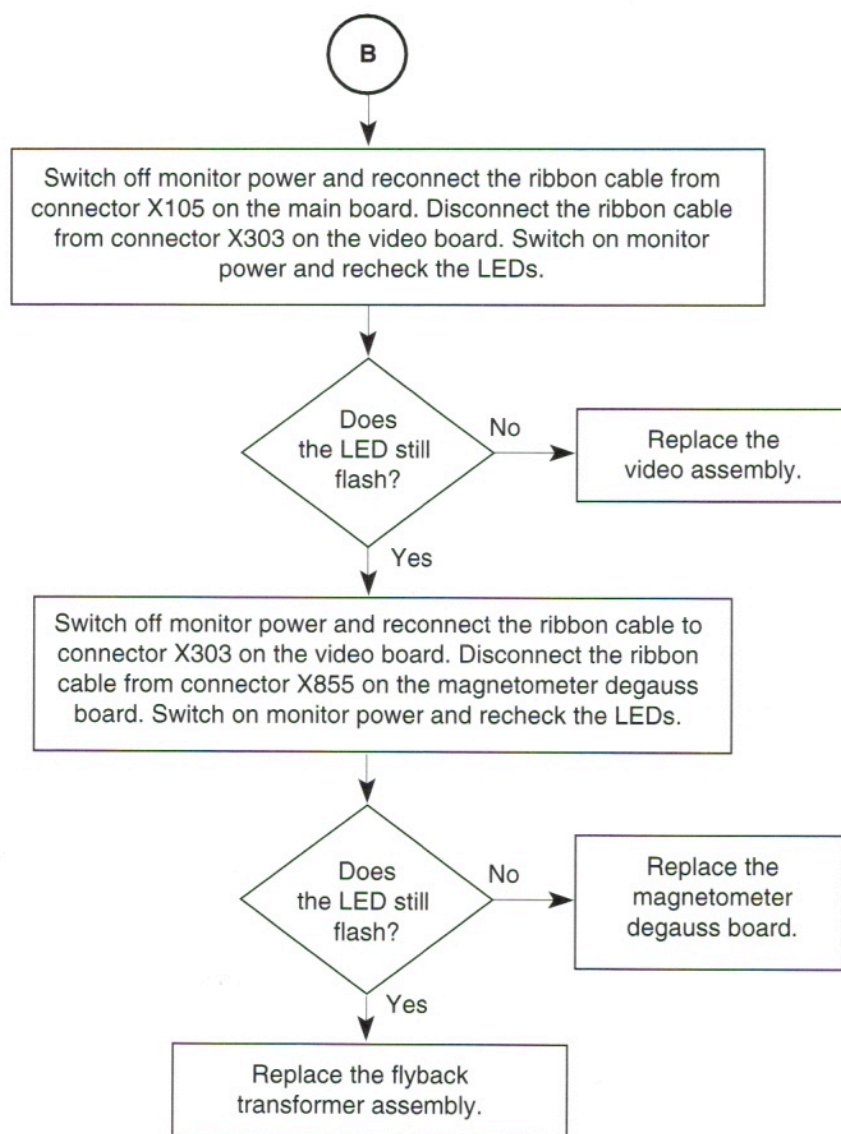 B
Switch off monitor power and reconnect the ribbon cable from
connector X105 on the main board. Disconnect the ribbon cable
from connector X303 on the video board. Switch on monitor
power and recheck the LEDs.
Does
the LED still
flash?
No
Replace the
video assembly.
Yes
Switch off monitor power and reconnect the ribbon cable to
connector X303 on the video board. Disconnect the ribbon
cable from connector X855 on the magnetometer degauss
board. Switch on monitor power and recheck the LEDs.
Does
the LED still
flash?
No
Replace the
magnetometer
degauss board.
Yes
Replace the flyback
transformer assembly.